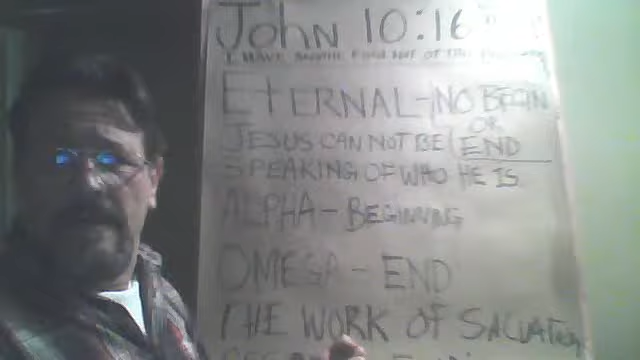 John 10:16
I HAVE
ETERNAL-(NO BEGIN
OR
JESUS CAN NOT BE END
SPEAKING OF WHO HE IS
ALPHA-BEGINNING
OMEGA-END
THE WORK OF SALVATION